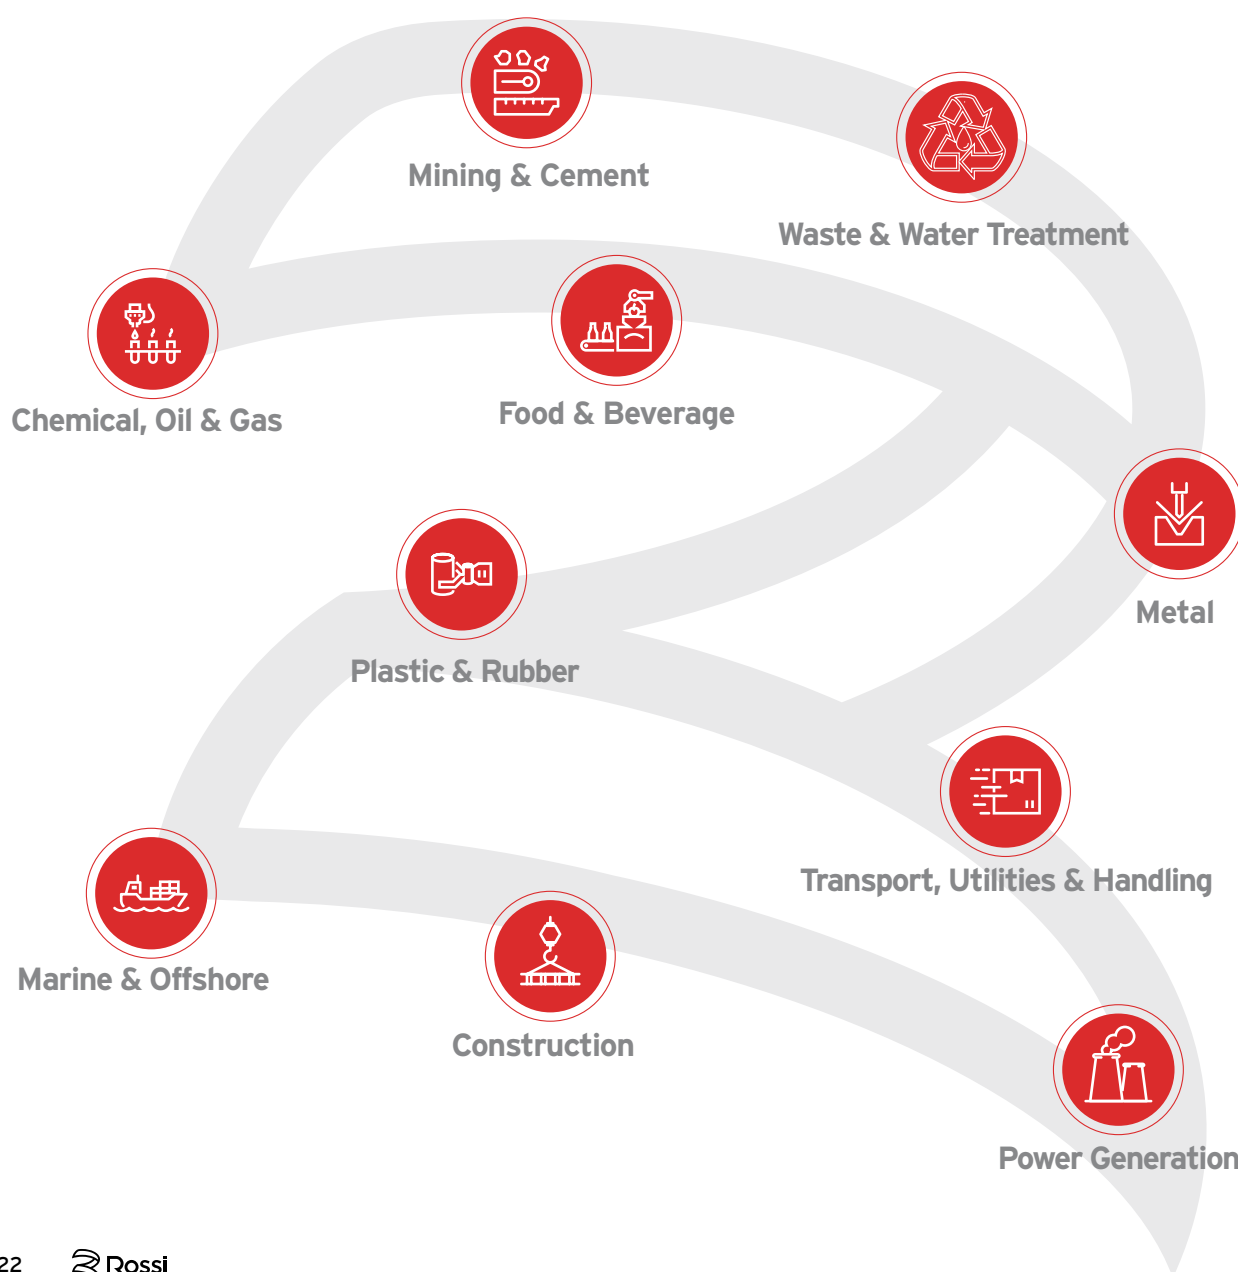 Mining & Cement
Waste & Water Treatment
Chemical, Oil & Gas
Food & Beverage
Metal
Plastic & Rubber
Transport, Utilities & Handling
Marine & Offshore
Construction
Power Generation
22
Rossi